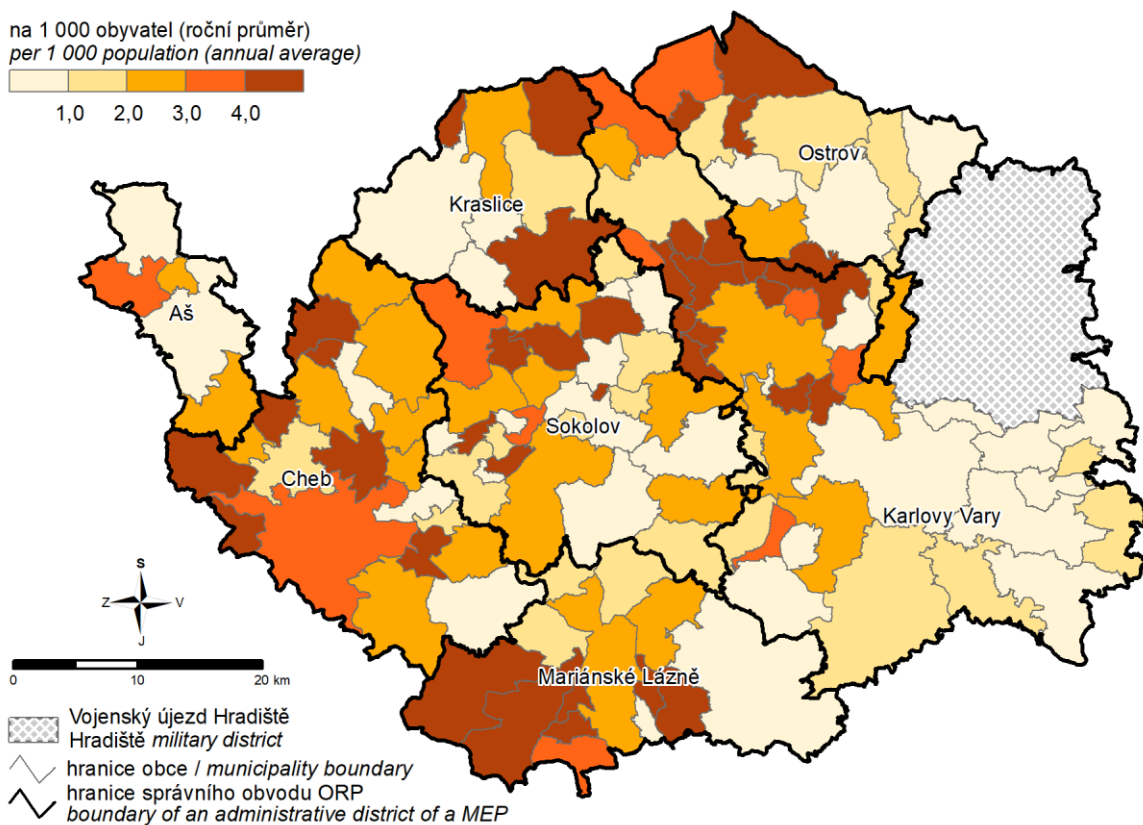 na 1 000 obyvatel (roční průměr)
per 1 000 population (annual average)
1,0 2,0 3,0 4,0
Ostrov
Kraslice
Aš
Sokolov
Cheb
Karlovy Vary
Mariánské Lázně
S
Z V
J
0 10 20 km
Vojenský újezd Hradiště
Hradiště military district
hranice obce / municipality boundary
hranice správního obvodu ORP
boundary of an administrative district of a MEP